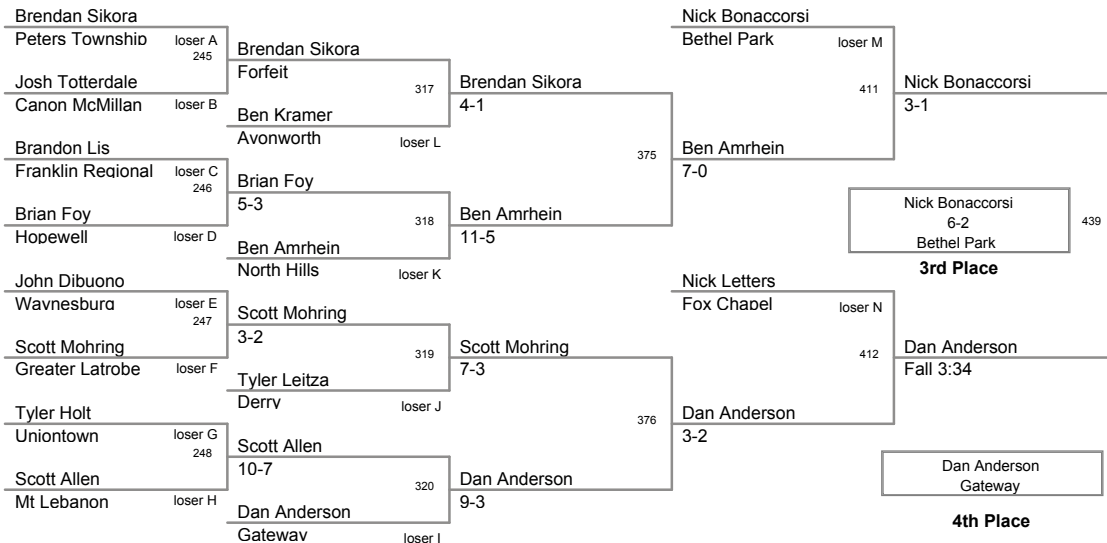 Brendan Sikora
Peters Township
loser A
245
Josh Totterdale
Canon McMillan
loser B
Brandon Lis
Franklin Regional
loser C
246
Brian Foy
Hopewell
loser D
John Dibuono
Waynesburg
loser E
247
Scott Mohring
Greater Latrobe
loser F
Tyler Holt
Uniontown
loser G
248
Scott Allen
Mt Lebanon
loser H
Brendan Sikora
Forfeit
317
Ben Kramer
Avonworth
loser L
Brian Foy
5-3
318
Ben Amrhein
North Hills
loser K
Scott Mohring
3-2
319
Tyler Leitza
Derry
loser J
Scott Allen
10-7
320
Dan Anderson
Gateway
loser I
Brendan Sikora
4-1
375
Ben Amrhein
11-5
Scott Mohring
7-3
376
Dan Anderson
9-3
Nick Bonaccorsi
Bethel Park
loser M
411
Ben Amrhein
7-0
Nick Letters
Fox Chapel
loser N
412
Dan Anderson
3-2
Nick Bonaccorsi
3-1
Nick Bonaccorsi
6-2
Bethel Park
439
3rd Place
Dan Anderson
Fall 3:34
Dan Anderson
Gateway
4th Place